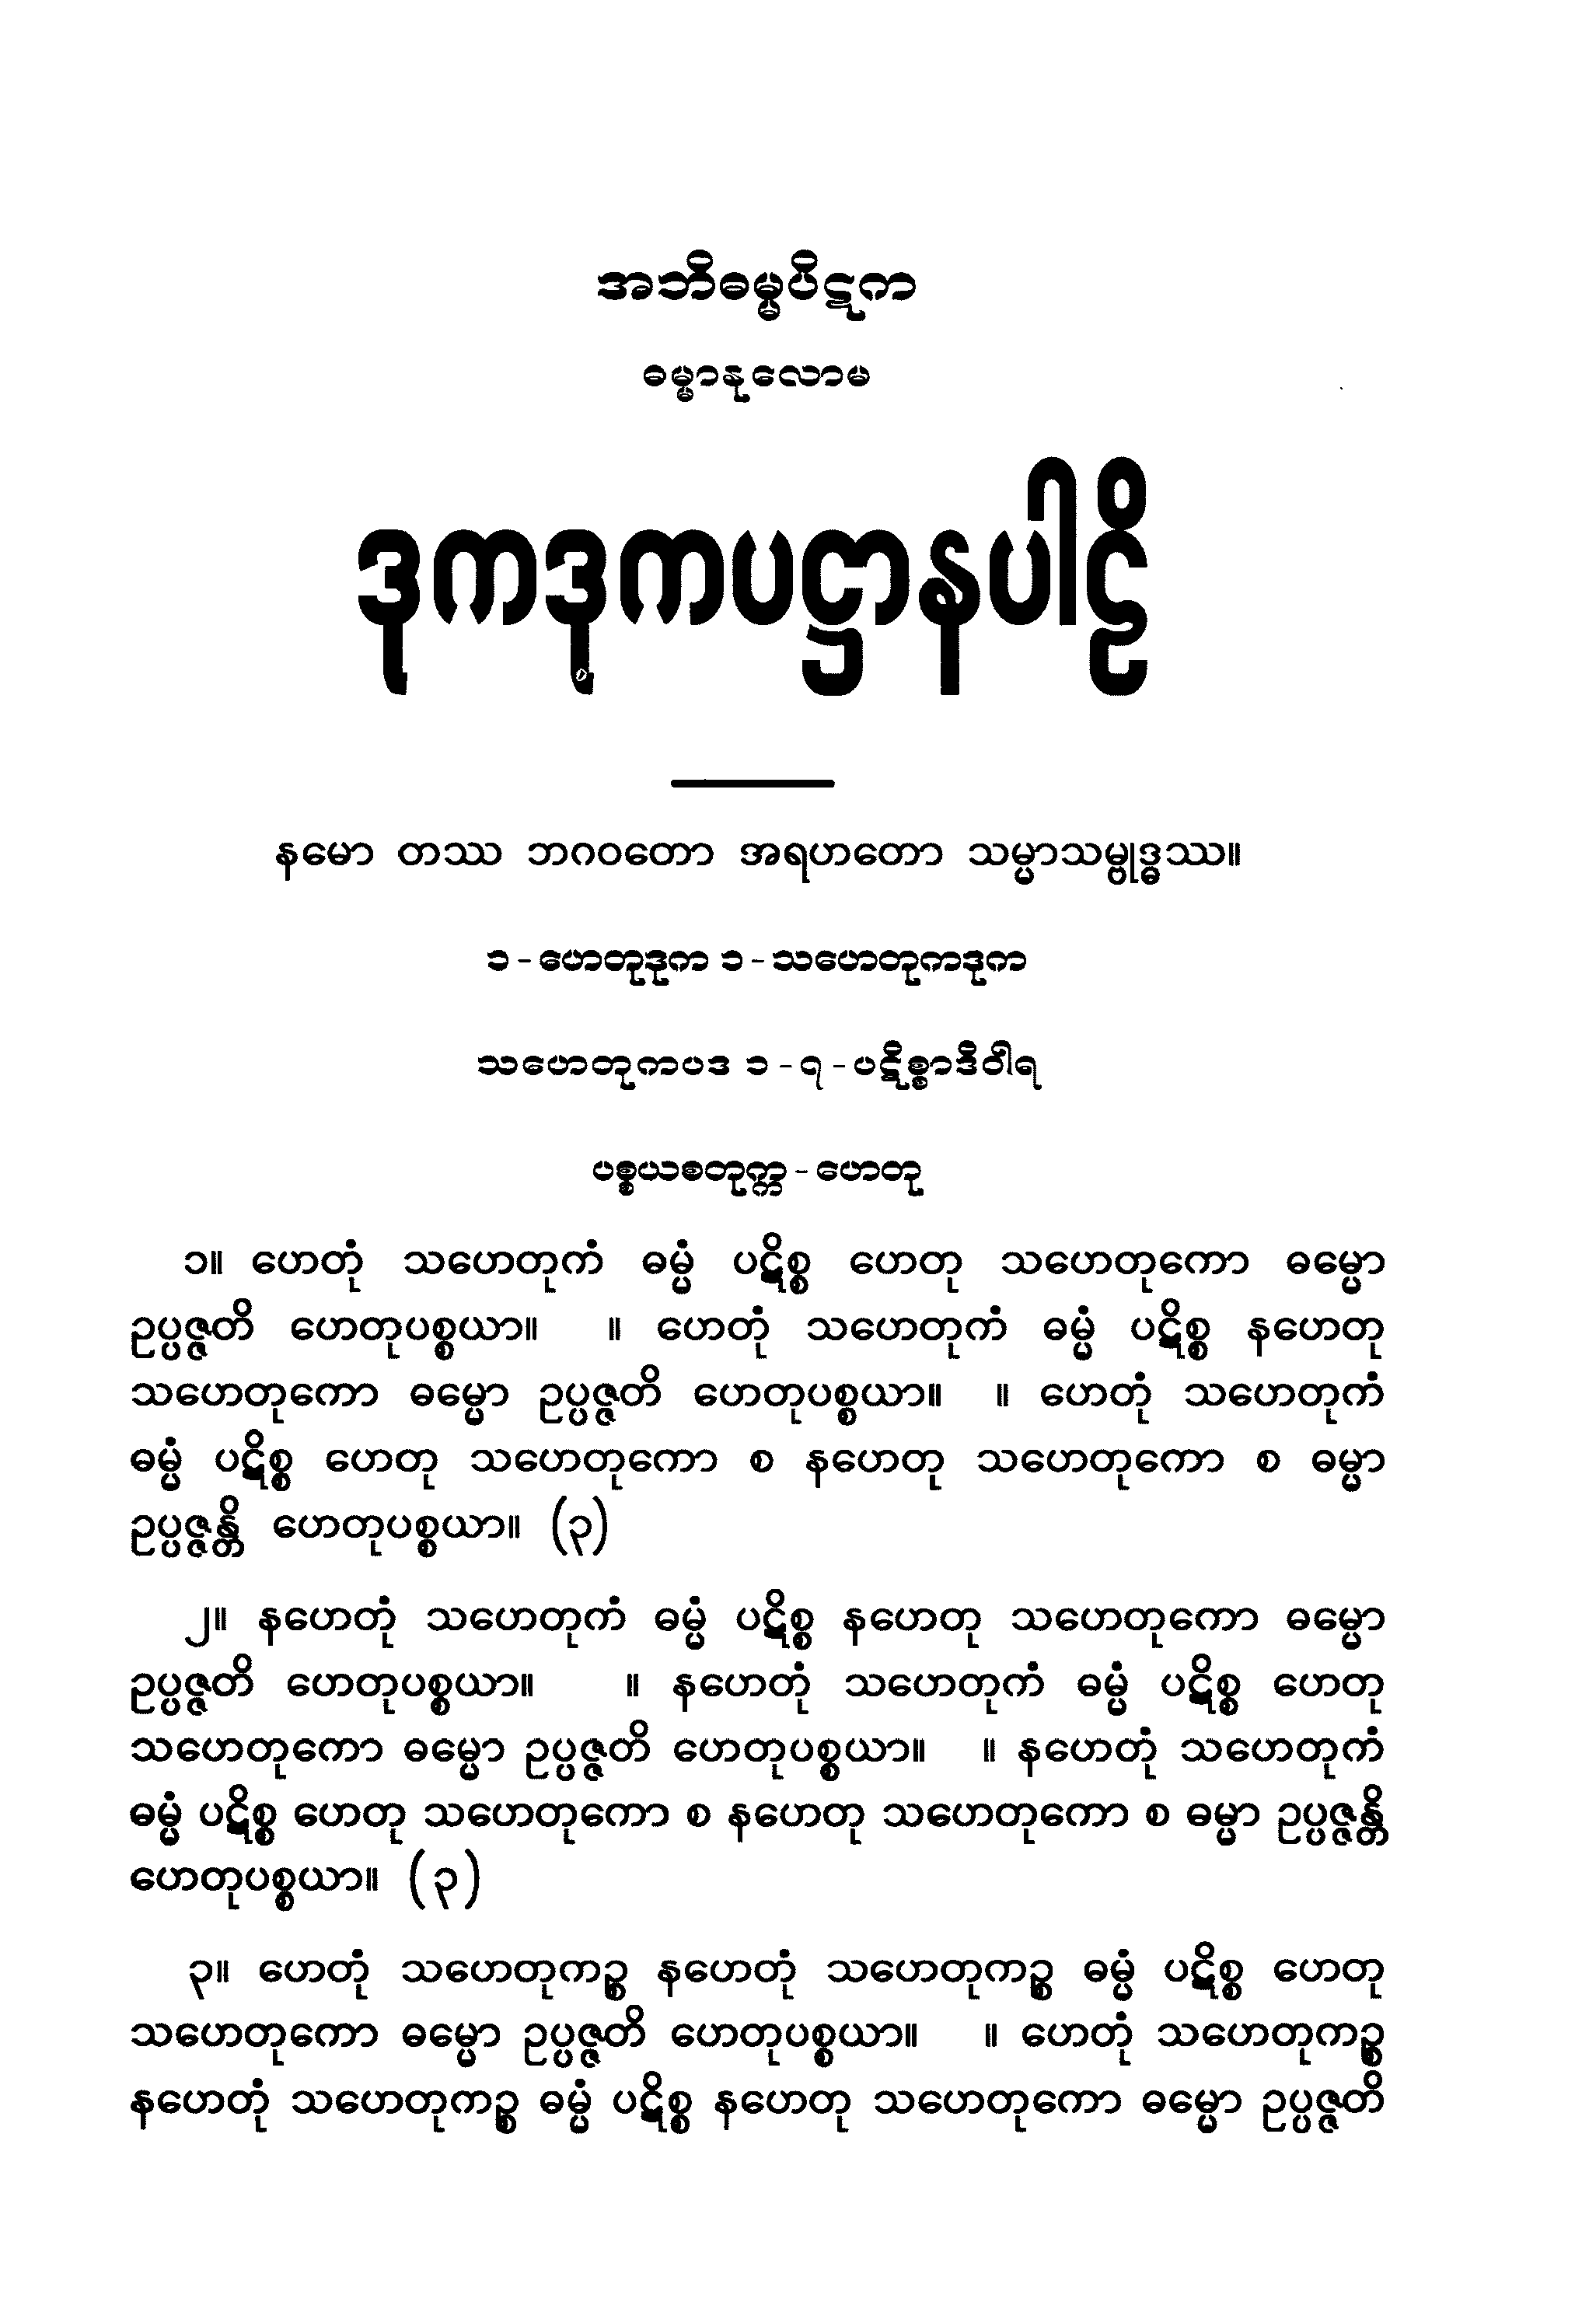 အဘိဓမ္မပိဋက
ဓမ္မာနုလောမ
ဒုကဒုကပဋ္ဌာနပါဠိ
နမော တဿ ဘဂဝတော အရဟတော သမ္မာသမ္ဗုဒ္ဓဿ။
၁ - ဟေတုဒုက ၁ - သဟေတုကဒုက
သဟေတုကပဒ ၁ - ၇ - ပဋိစ္စာဒိဝါရ
ပစ္စယစတုက္က - ဟေတု
၁။ ဟေတုံ သဟေတုကံ ဓမ္မံ ပဋိစ္စ ဟေတု သဟေတုကော ဓမ္မော
ဥပ္ပဇ္ဇတိ ဟေတုပစ္စယာ။ ။ ဟေတုံ သဟေတုကံ ဓမ္မံ ပဋိစ္စ နဟေတု
သဟေတုကော ဓမ္မော ဥပ္ပဇ္ဇတိ ဟေတုပစ္စယာ။ ။ ဟေတုံ သဟေတုကံ
ဓမ္မံ ပဋိစ္စ ဟေတု သဟေတုကော စ နဟေတု သဟေတုကော စ ဓမ္မာ
ဥပ္ပဇ္ဇန္တိ ဟေတုပစ္စယာ။ (၃)
၂။ နဟေတုံ သဟေတုကံ ဓမ္မံ ပဋိစ္စ နဟေတု သဟေတုကော ဓမ္မော
ဥပ္ပဇ္ဇတိ ဟေတုပစ္စယာ။ ။ နဟေတုံ သဟေတုကံ ဓမ္မံ ပဋိစ္စ ဟေတု
သဟေတုကော ဓမ္မော ဥပ္ပဇ္ဇတိ ဟေတုပစ္စယာ။ ။ နဟေတုံ သဟေတုကံ
ဓမ္မံ ပဋိစ္စ ဟေတု သဟေတုကော စ နဟေတု သဟေတုကော စ ဓမ္မာ ဥပ္ပဇ္ဇန္တိ
ဟေတုပစ္စယာ။ (၃)
၃။ ဟေတုံ သဟေတုကဉ္စ နဟေတုံ သဟေတုကဉ္စ ဓမ္မံ ပဋိစ္စ ဟေတု
သဟေတုကော ဓမ္မော ဥပ္ပဇ္ဇတိ ဟေတုပစ္စယာ။ ။ ဟေတုံ သဟေတုကဉ္စ
နဟေတုံ သဟေတုကဉ္စ ဓမ္မံ ပဋိစ္စ နဟေတု သဟေတုကော ဓမ္မော ဥပ္ပဇ္ဇတိ